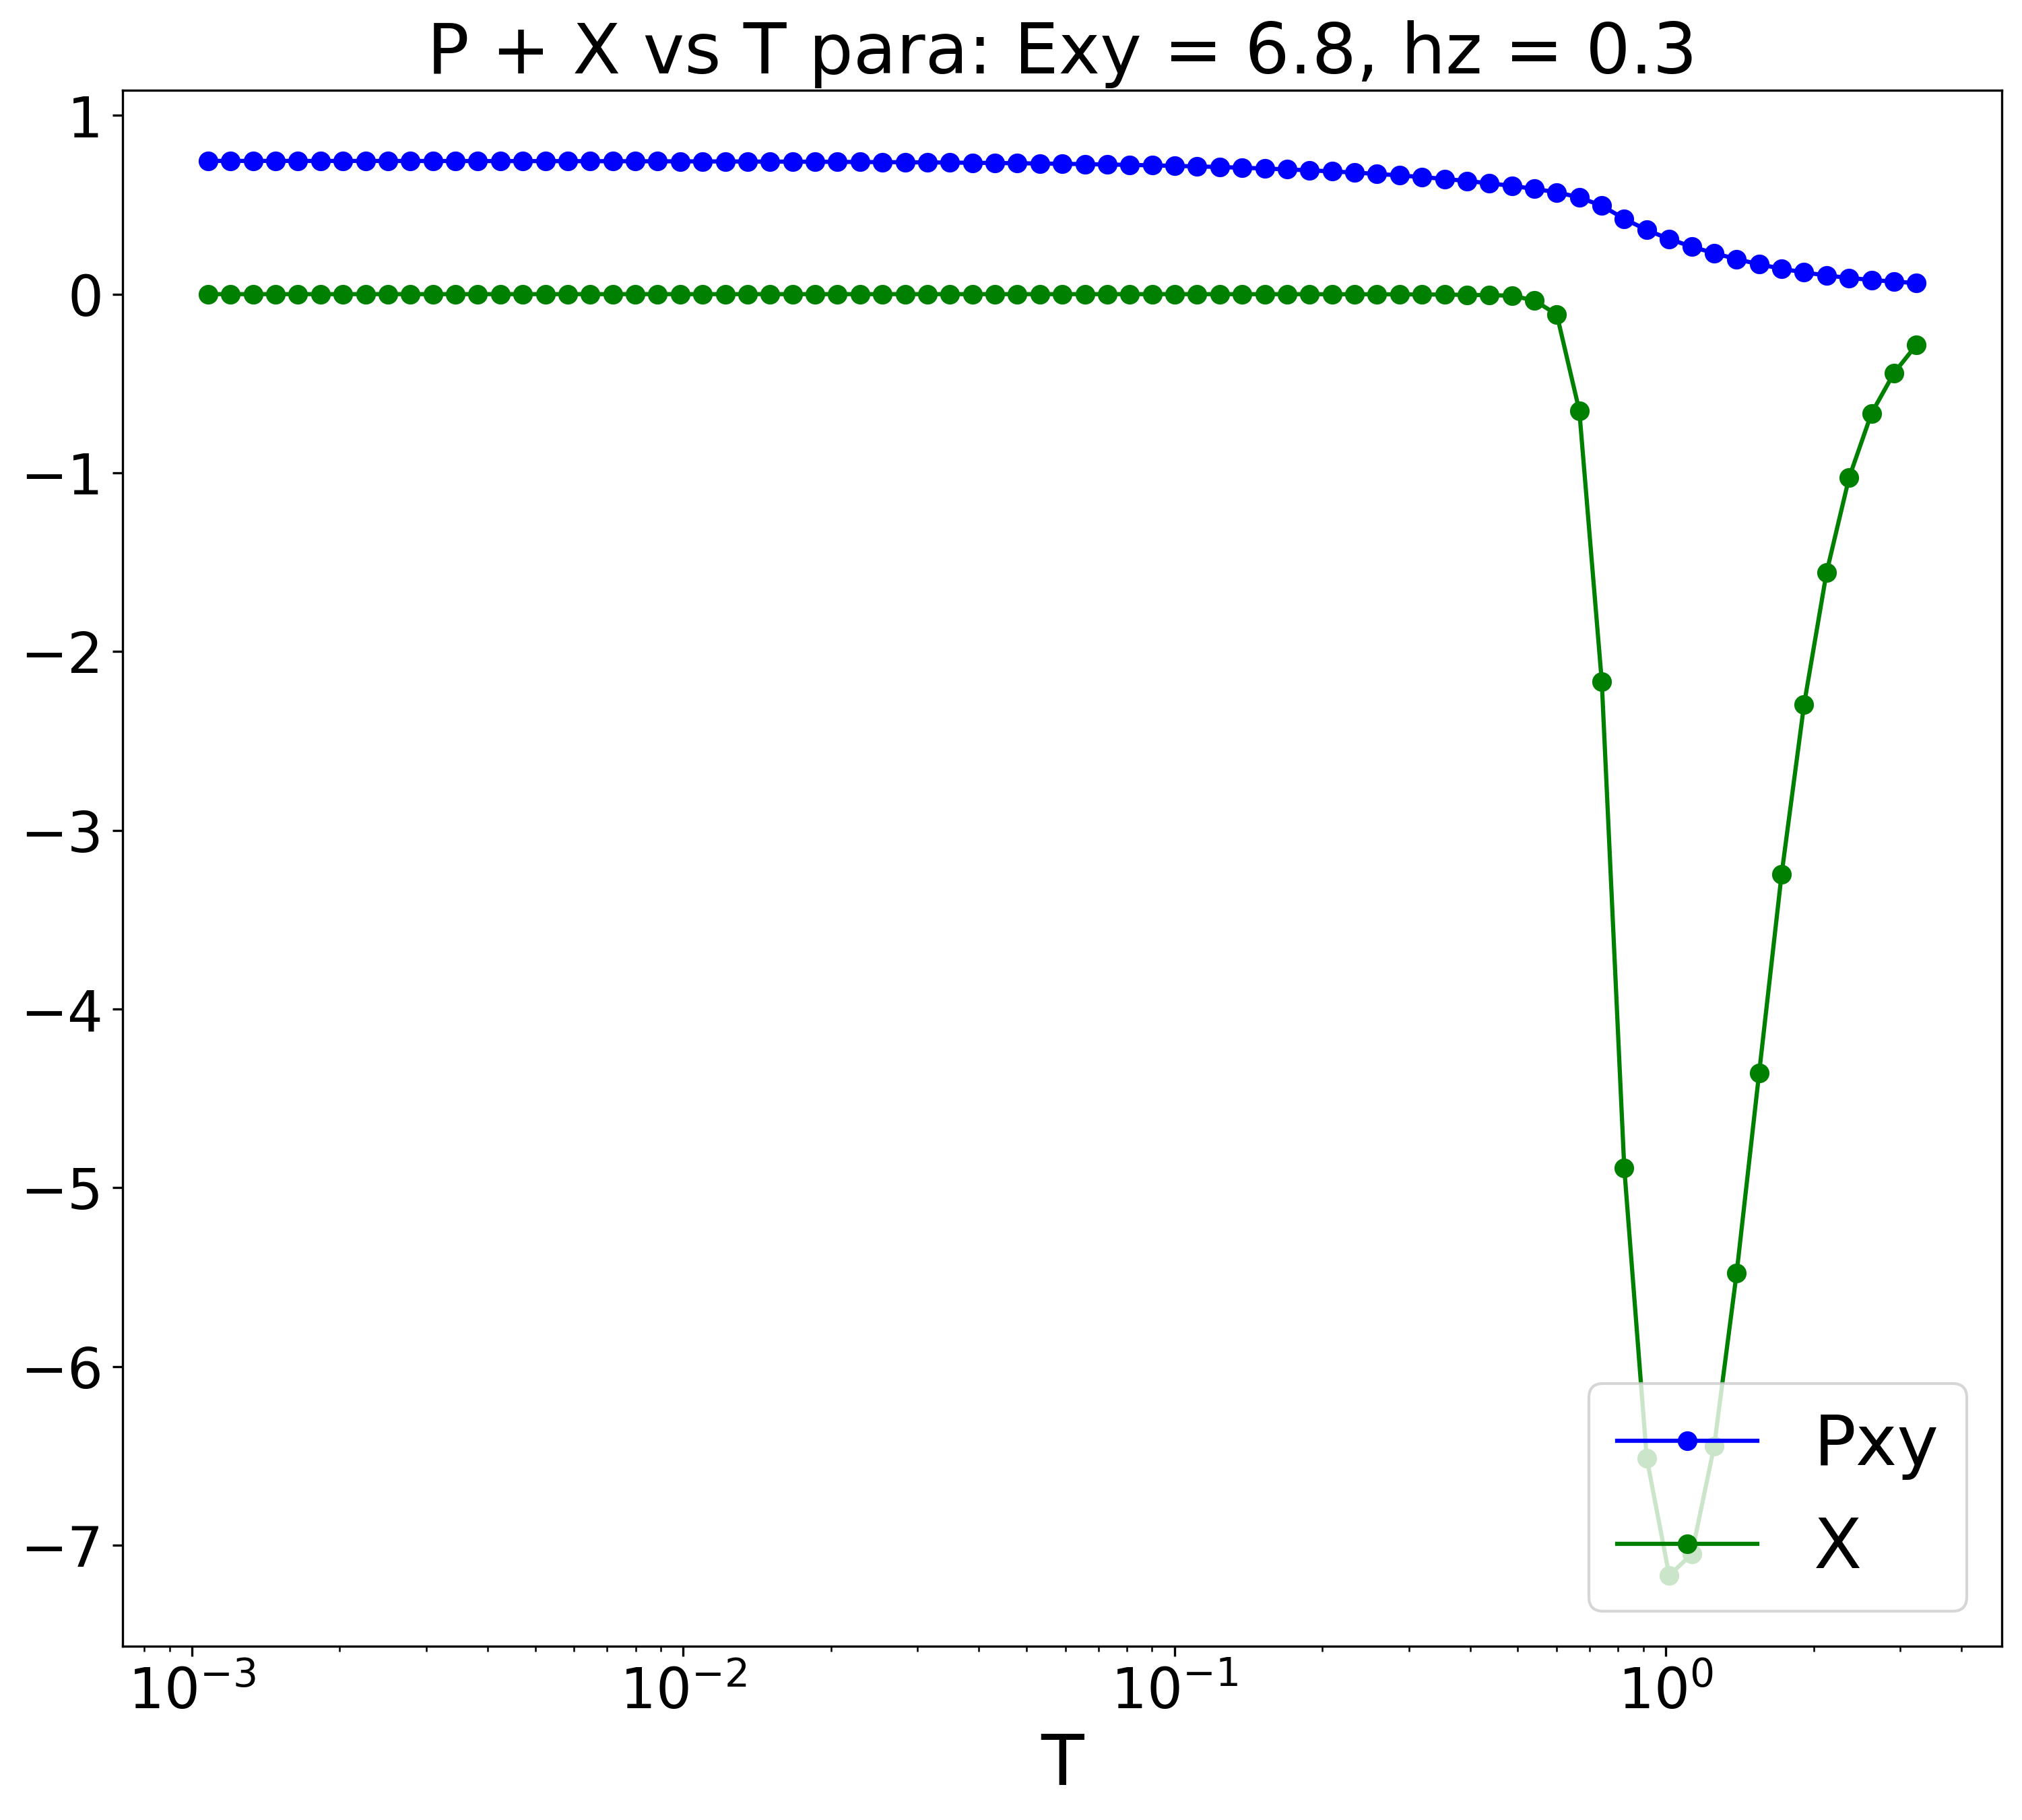 P + X vs T para: Exy = 6.8, hz = 0.3
1
0
−1
−2
−3
−4
−5
−6
−7
Pxy
X
10⁻³ 10⁻² 10⁻¹ 10⁰
T